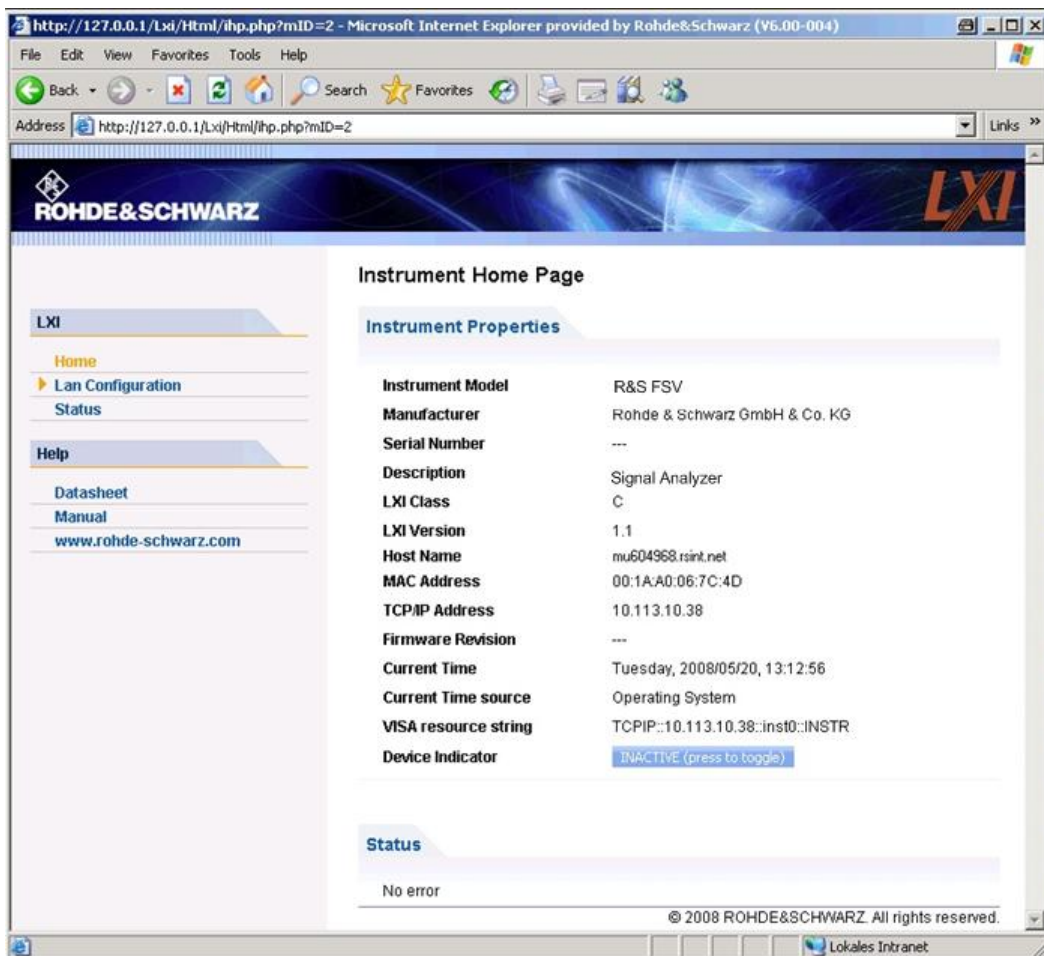 http://127.0.0.1/Lxi/Html/ihp.php?mID=2 - Microsoft Internet Explorer provided by Rohde&Schwarz (V6.00-004)
File Edit View Favorites Tools Help
Back Search Favorites
Address http://127.0.0.1/Lxi/Html/ihp.php?mID=2 Links »
R&S
ROHDE&SCHWARZ
LXI
Instrument Home Page
LXI
Home
Lan Configuration
Status
Help
Datasheet
Manual
www.rohde-schwarz.com
Instrument Properties
Instrument Model R&S FSV
Manufacturer Rohde & Schwarz GmbH & Co. KG
Serial Number ---
Description Signal Analyzer
LXI Class C
LXI Version 1.1
Host Name mu604968.rsint.net
MAC Address 00:1A:A0:06:7C:4D
TCP/IP Address 10.113.10.38
Firmware Revision ---
Current Time Tuesday, 2008/05/20, 13:12:56
Current Time source Operating System
VISA resource string TCPIP::10.113.10.38::inst0::INSTR
Device Indicator INACTIVE (press to toggle)
Status
No error
© 2008 ROHDE&SCHWARZ. All rights reserved.
Lokales Intranet